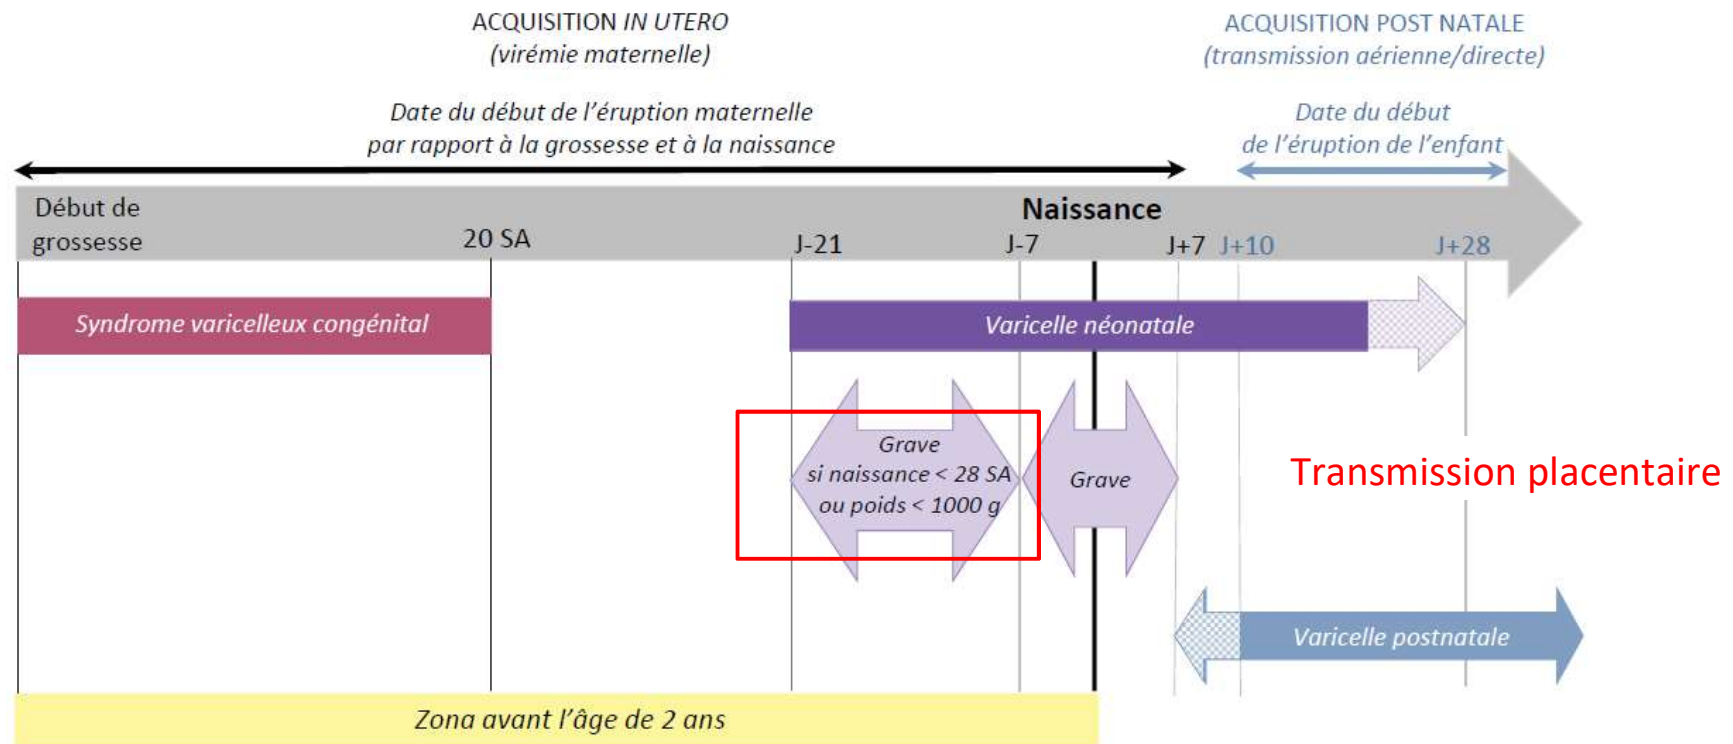 ACQUISITION IN UTERO
(virémie maternelle)
ACQUISITION POST NATALE
(transmission aérienne/directe)
Date du début de l'éruption maternelle
par rapport à la grossesse et à la naissance
Date du début
de l'éruption de l'enfant
Début de
grossesse
20 SA
J-21
J-7
Naissance
J+7
J+10
J+28
Syndrome varicelleux congénital
Varicelle néonatale
Grave
si naissance < 28 SA
ou poids < 1000 g
Grave
Transmission placentaire
Varicelle postnatale
Zona avant l'âge de 2 ans